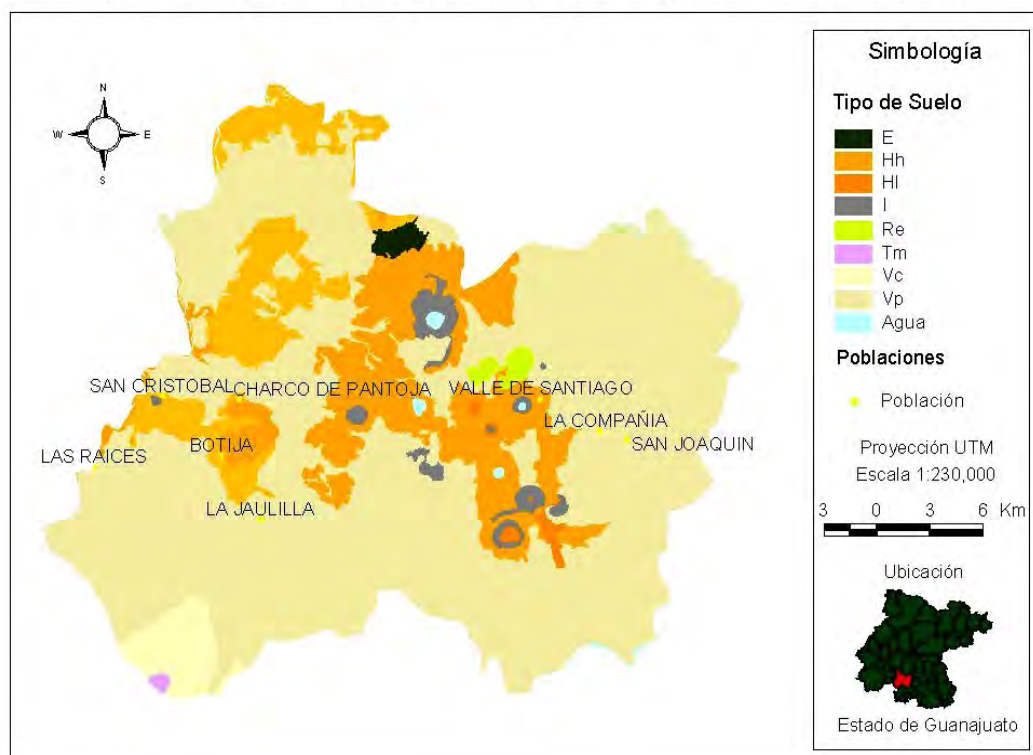 Simbología
Tipo de Suelo
E
Hh
Hl
I
Re
Tm
Vc
Vp
Agua
Poblaciones
Población
Proyección UTM
Escala 1:230,000
3 0 3 6 Km
Ubicación
Estado de Guanajuato
N
W E
S
SAN CRISTOBAL
CHARCO DE PANTOJA
VALLE DE SANTIAGO
LA COMPAÑIA
SAN JOAQUIN
LAS RAICES
BOTIJA
LA JAULILLA